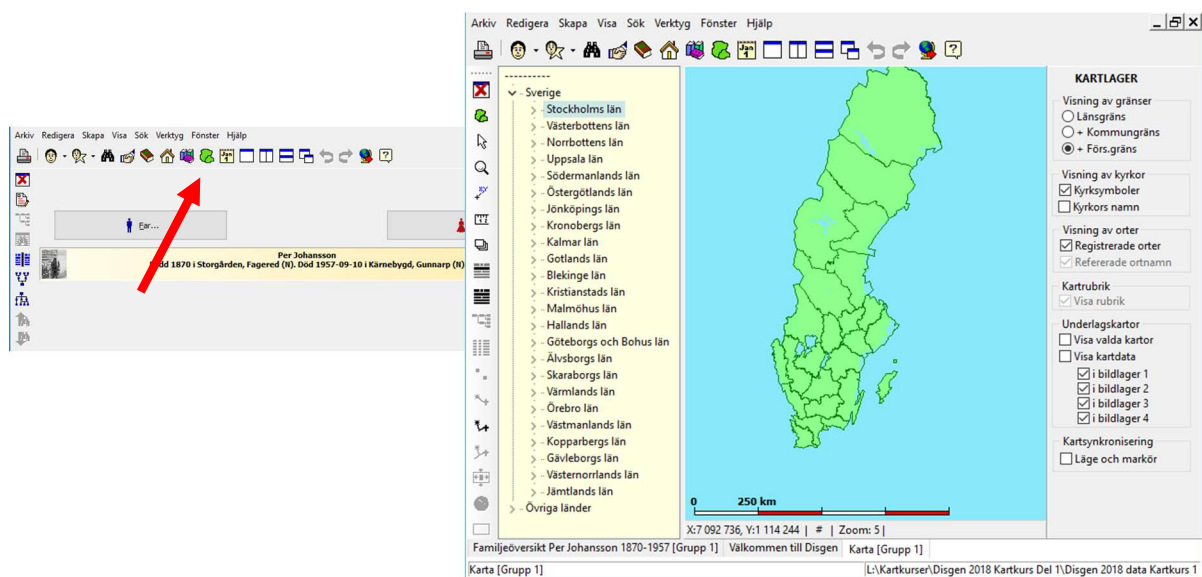 Arkiv Redigera Skapa Visa Sök Verktyg Fönster Hjälp
Jan
1
Far...
Per Johansson
1870 i Storgården, Fagered (N). Död 1957-09-10 i Kärnebygd, Gunnarp (N)
Arkiv Redigera Skapa Visa Sök Verktyg Fönster Hjälp
Jan
1
----------
Sverige
Stockholms län
Västerbottens län
Norrbottens län
Uppsala län
Södermanlands län
Östergötlands län
Jönköpings län
Kronobergs län
Kalmar län
Gotlands län
Blekinge län
Kristianstads län
Malmöhus län
Hallands län
Göteborgs och Bohus län
Älvsborgs län
Skaraborgs län
Värmlands län
Örebro län
Västmanlands län
Kopparbergs län
Gävleborgs län
Västernorrlands län
Jämtlands län
Övriga länder
0 250 km
X:7 092 736, Y:1 114 244 | # | Zoom: 5|
KARTLAGER
Visning av gränser
Länsgräns
+ Kommungräns
+ Förs.gräns
Visning av kyrkor
Kyrksymboler
Kyrkors namn
Visning av orter
Registrerade orter
Refererade ortnamn
Kartrubrik
Visa rubrik
Underlagskartor
Visa valda kartor
Visa kartdata
i bildlager 1
i bildlager 2
i bildlager 3
i bildlager 4
Kartsynkronisering
Läge och markör
Familjeöversikt Per Johansson 1870-1957 [Grupp 1] Välkommen till Disgen Karta [Grupp 1]
Karta [Grupp 1] L:\Kartkurser\Disgen 2018 Kartkurs Del 1\Disgen 2018 data Kartkurs 1